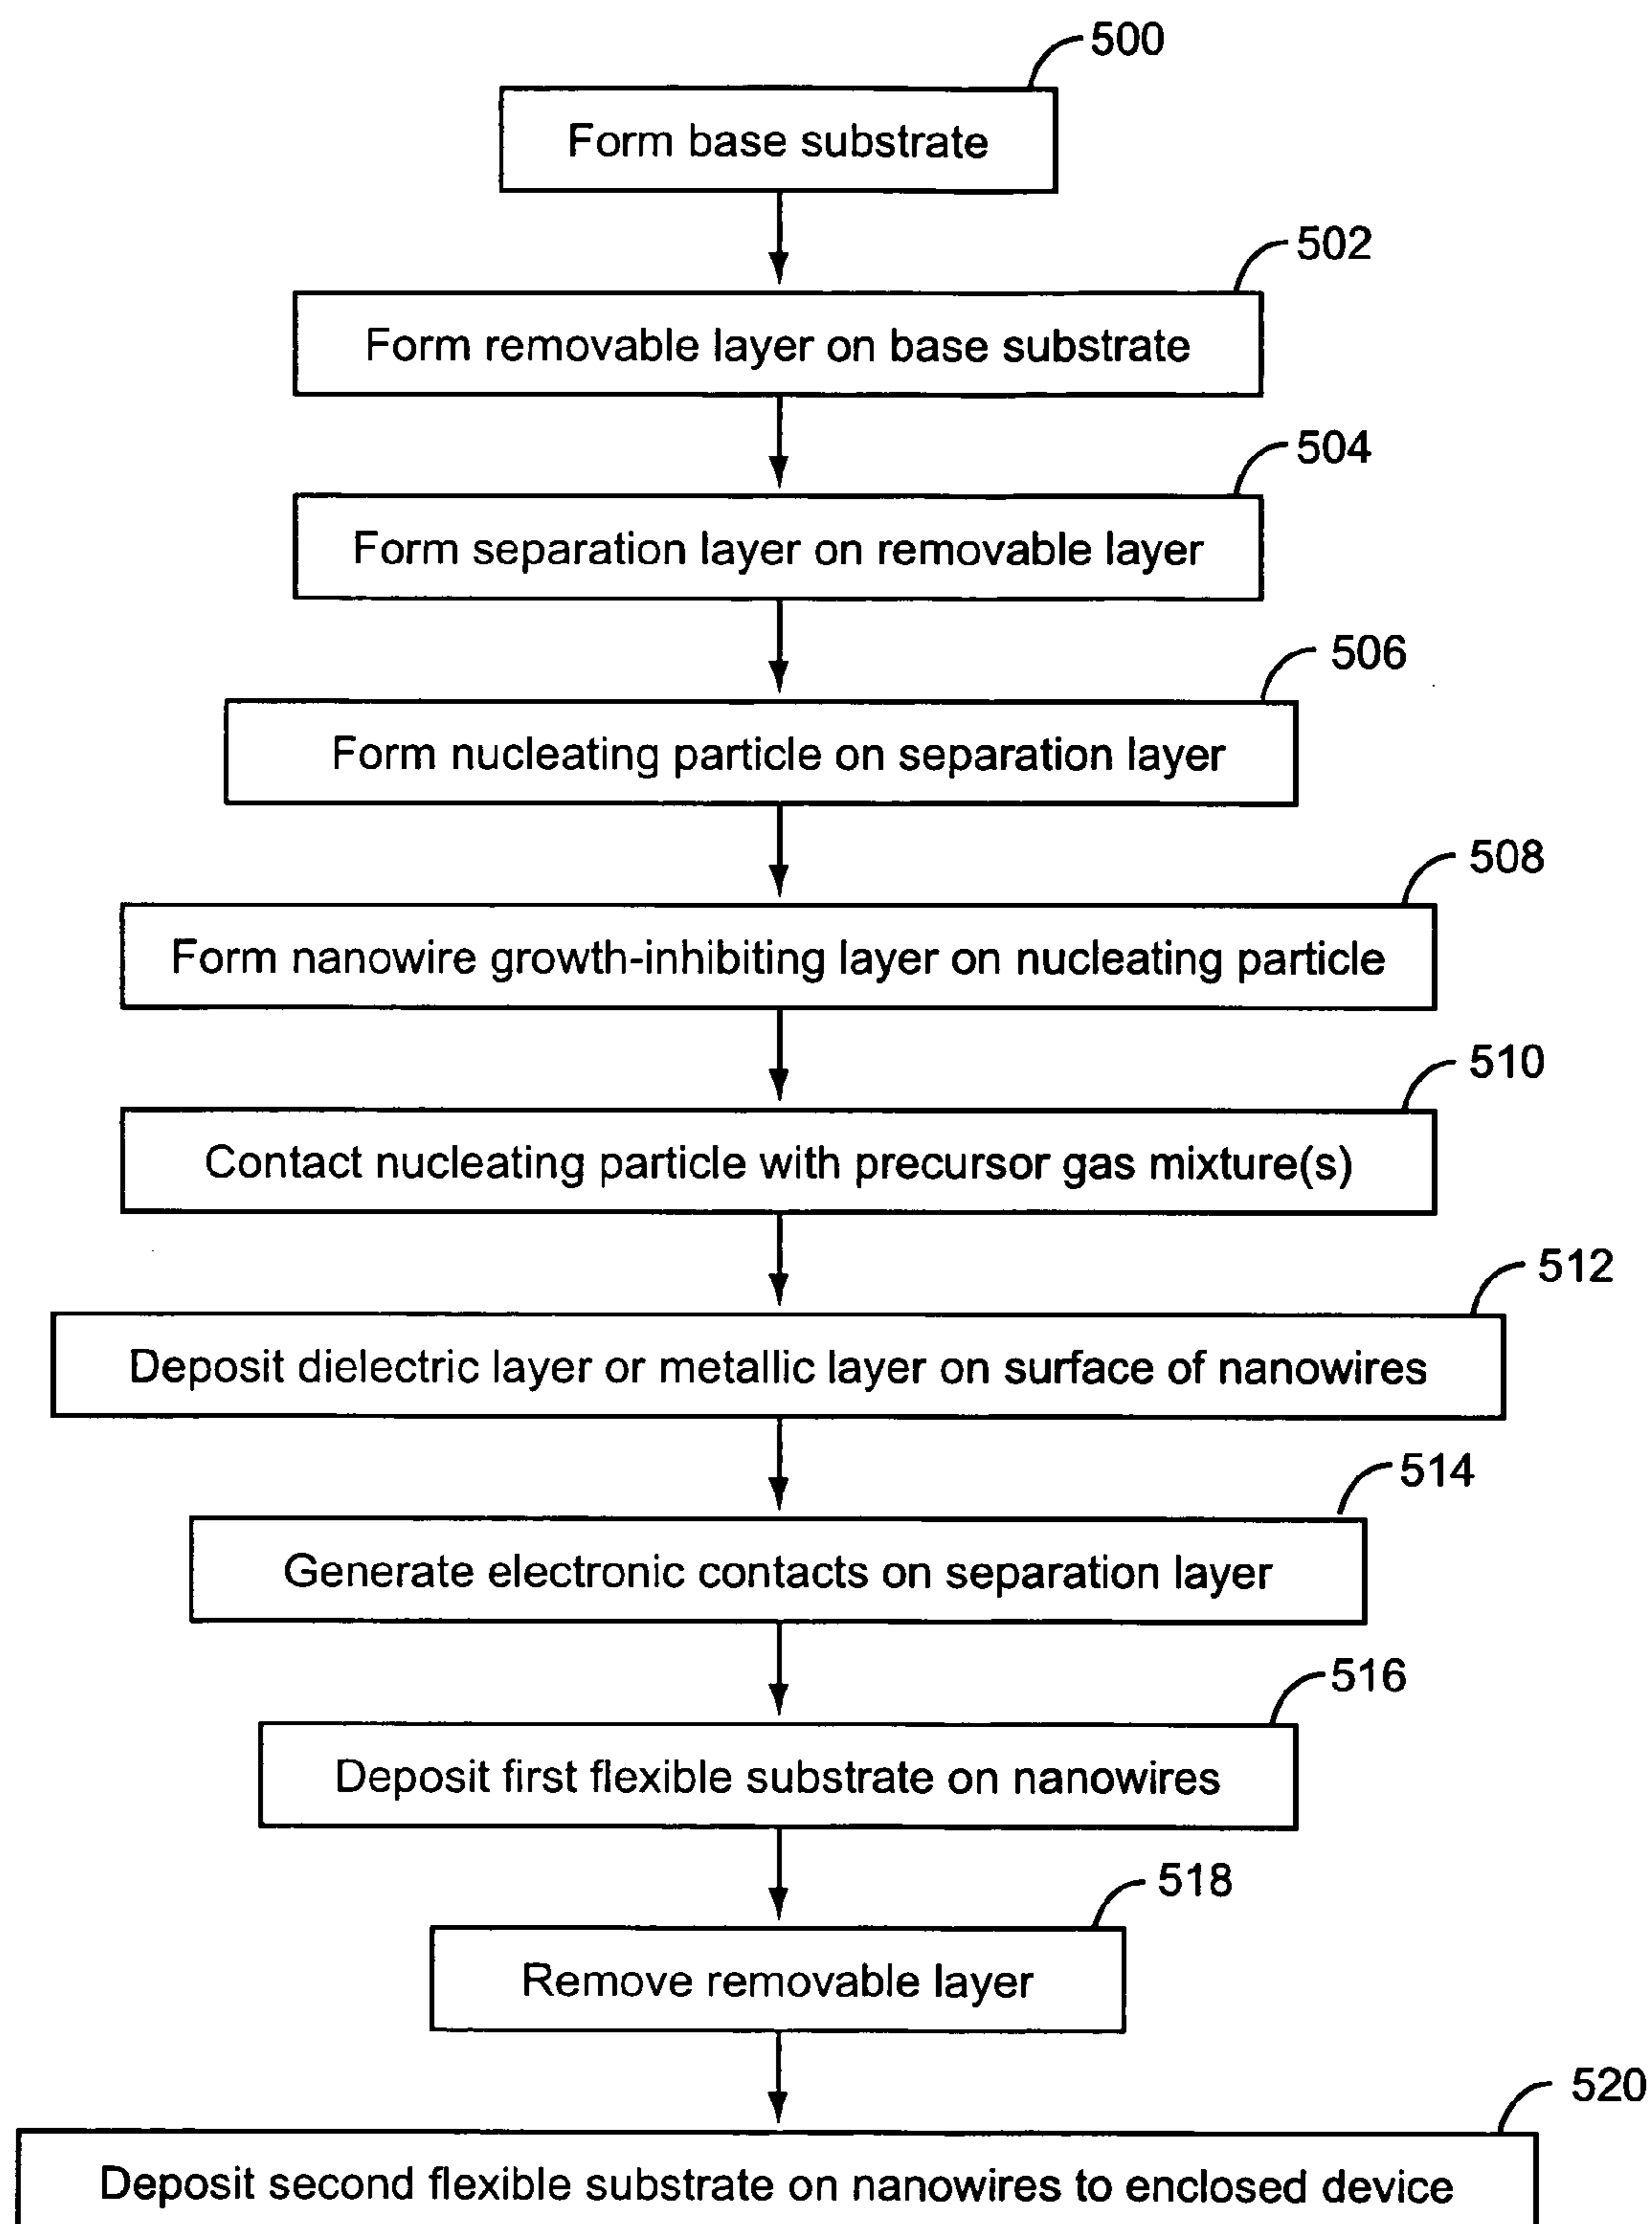 500
Form base substrate
502
Form removable layer on base substrate
504
Form separation layer on removable layer
506
Form nucleating particle on separation layer
508
Form nanowire growth-inhibiting layer on nucleating particle
510
Contact nucleating particle with precursor gas mixture(s)
512
Deposit dielectric layer or metallic layer on surface of nanowires
514
Generate electronic contacts on separation layer
516
Deposit first flexible substrate on nanowires
518
Remove removable layer
520
Deposit second flexible substrate on nanowires to enclosed device